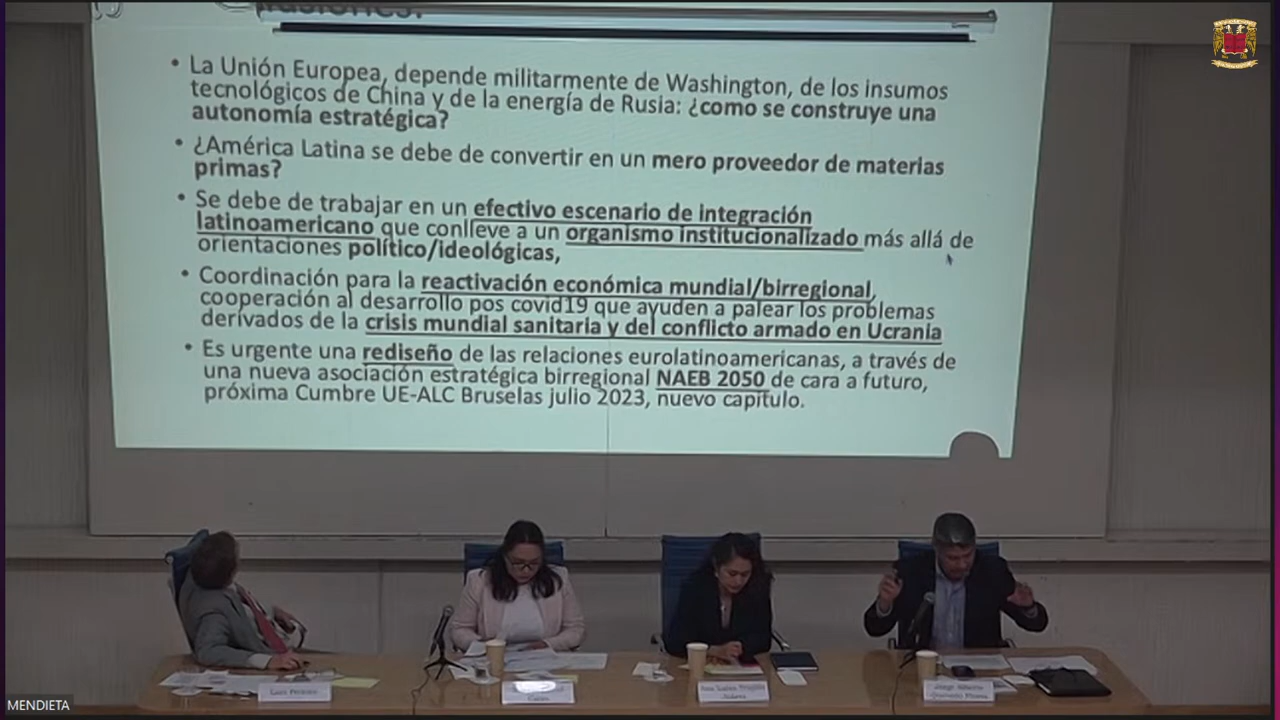 • La Unión Europea, depende militarmente de Washington, de los insumos
tecnológicos de China y de la energía de Rusia: ¿como se construye una
autonomía estratégica?
• ¿América Latina se debe de convertir en un mero proveedor de materias
primas?
• Se debe de trabajar en un efectivo escenario de integración
latinoamericano que conlleve a un organismo institucionalizado más allá de
orientaciones político/ideológicas,
• Coordinación para la reactivación económica mundial/birregional,
cooperación al desarrollo pos covid19 que ayuden a palear los problemas
derivados de la crisis mundial sanitaria y del conflicto armado en Ucrania
• Es urgente una rediseño de las relaciones eurolatinoamericanas, a través de
una nueva asociación estratégica birregional NAEB 2050 de cara a futuro,
próxima Cumbre UE-ALC Bruselas julio 2023, nuevo capítulo.
MENDIETA